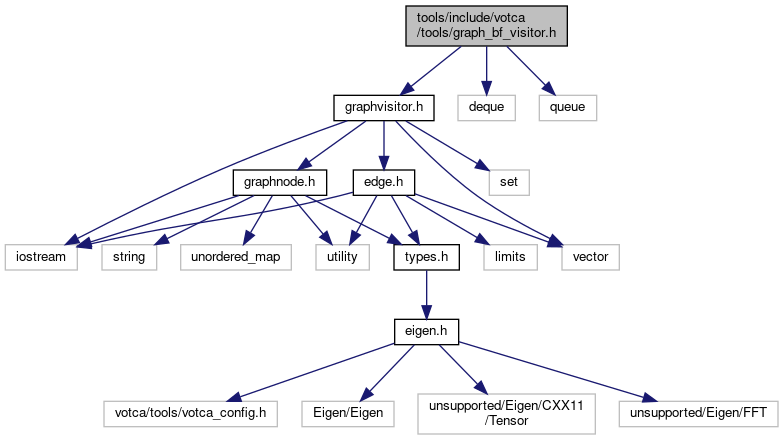 tools/include/votca
/tools/graph_bf_visitor.h
graphvisitor.h
deque
queue
graphnode.h
edge.h
set
iostream
string
unordered_map
utility
types.h
limits
vector
eigen.h
votca/tools/votca_config.h
Eigen/Eigen
unsupported/Eigen/CXX11
/Tensor
unsupported/Eigen/FFT